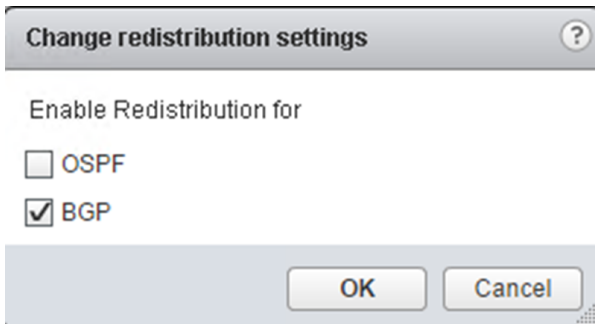 Change redistribution settings ?
Enable Redistribution for
OSPF
BGP
OK Cancel